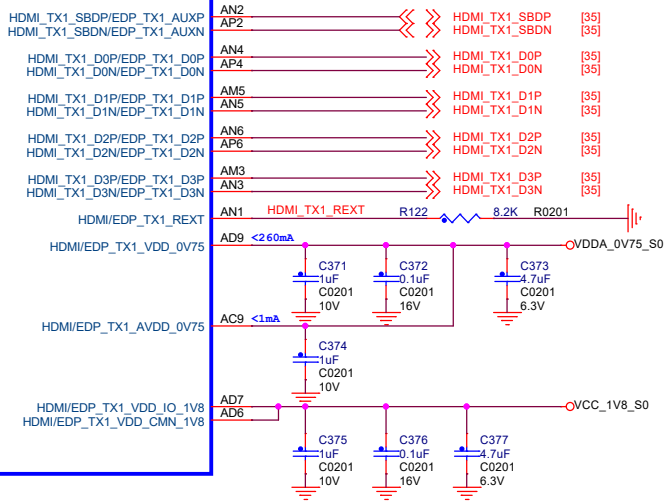 HDMI_TX1_SBDP/EDP_TX1_AUXP AN2 HDMI_TX1_SBDP [35]
HDMI_TX1_SBDN/EDP_TX1_AUXN AP2 HDMI_TX1_SBDN [35]
HDMI_TX1_D0P/EDP_TX1_D0P AN4 HDMI_TX1_D0P [35]
HDMI_TX1_D0N/EDP_TX1_D0N AP4 HDMI_TX1_D0N [35]
HDMI_TX1_D1P/EDP_TX1_D1P AM5 HDMI_TX1_D1P [35]
HDMI_TX1_D1N/EDP_TX1_D1N AN5 HDMI_TX1_D1N [35]
HDMI_TX1_D2P/EDP_TX1_D2P AN6 HDMI_TX1_D2P [35]
HDMI_TX1_D2N/EDP_TX1_D2N AP6 HDMI_TX1_D2N [35]
HDMI_TX1_D3P/EDP_TX1_D3P AM3 HDMI_TX1_D3P [35]
HDMI_TX1_D3N/EDP_TX1_D3N AN3 HDMI_TX1_D3N [35]
HDMI/EDP_TX1_REXT AN1 HDMI_TX1_REXT R122 8.2K R0201
HDMI/EDP_TX1_VDD_0V75 AD9 <260mA VDDA_0V75_S0
C371 C372 C373
1uF 0.1uF 4.7uF
C0201 C0201 C0201
10V 16V 6.3V
HDMI/EDP_TX1_AVDD_0V75 AC9 <1mA
C374
1uF
C0201
10V
HDMI/EDP_TX1_VDD_IO_1V8 AD7 VCC_1V8_S0
HDMI/EDP_TX1_VDD_CMN_1V8 AD6
C375 C376 C377
1uF 0.1uF 4.7uF
C0201 C0201 C0201
10V 16V 6.3V